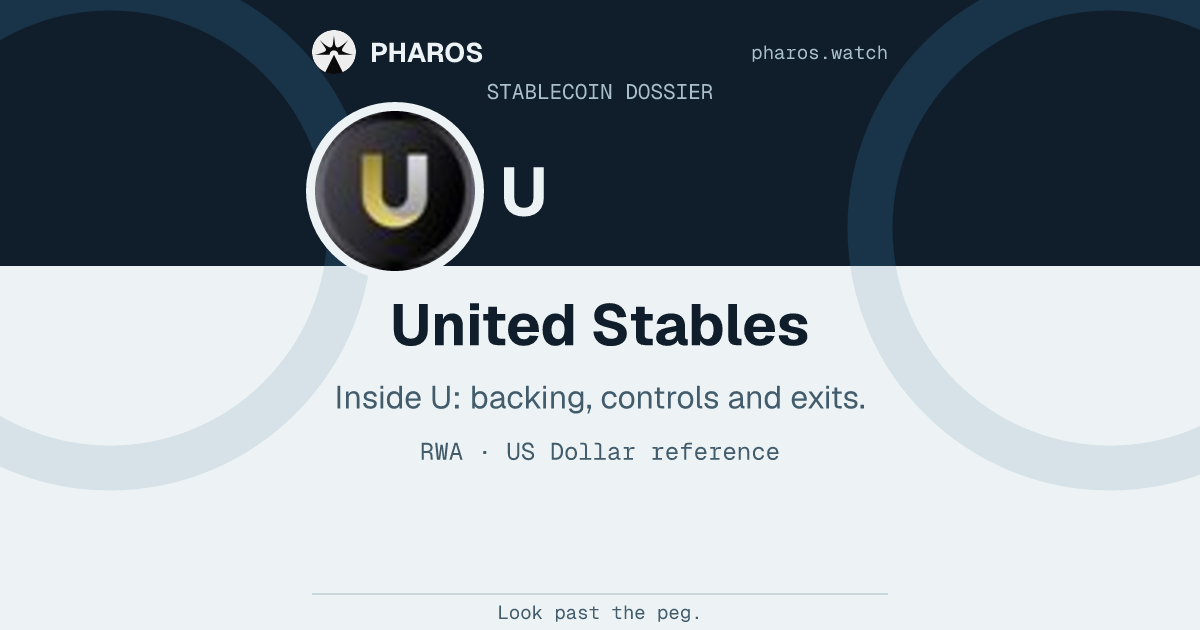 PHAROS
pharos.watch
STABLECOIN DOSSIER
U
U
United Stables
Inside U: backing, controls and exits.
RWA · US Dollar reference
Look past the peg.